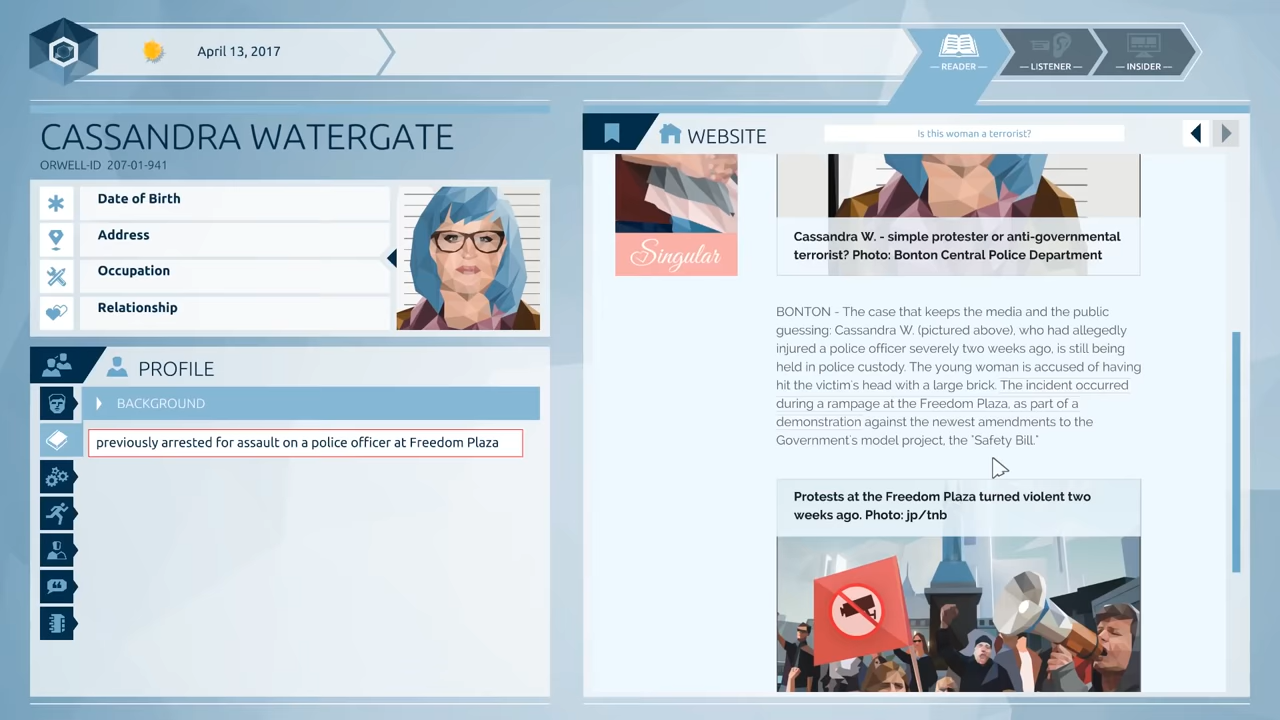 April 13, 2017
— READER —
— LISTENER —
— INSIDER —
CASSANDRA WATERGATE
ORWELL-ID 207-01-941
Date of Birth
Address
Occupation
Relationship
PROFILE
BACKGROUND
previously arrested for assault on a police officer at Freedom Plaza
WEBSITE
Is this woman a terrorist?
Singular
Cassandra W. - simple protester or anti-governmental
terrorist? Photo: Bonton Central Police Department
BONTON - The case that keeps the media and the public
guessing: Cassandra W. (pictured above), who had allegedly
injured a police officer severely two weeks ago, is still being
held in police custody. The young woman is accused of having
hit the victim's head with a large brick. The incident occurred
during a rampage at the Freedom Plaza, as part of a
demonstration against the newest amendments to the
Government's model project, the "Safety Bill."
Protests at the Freedom Plaza turned violent two
weeks ago. Photo: jp/tnb